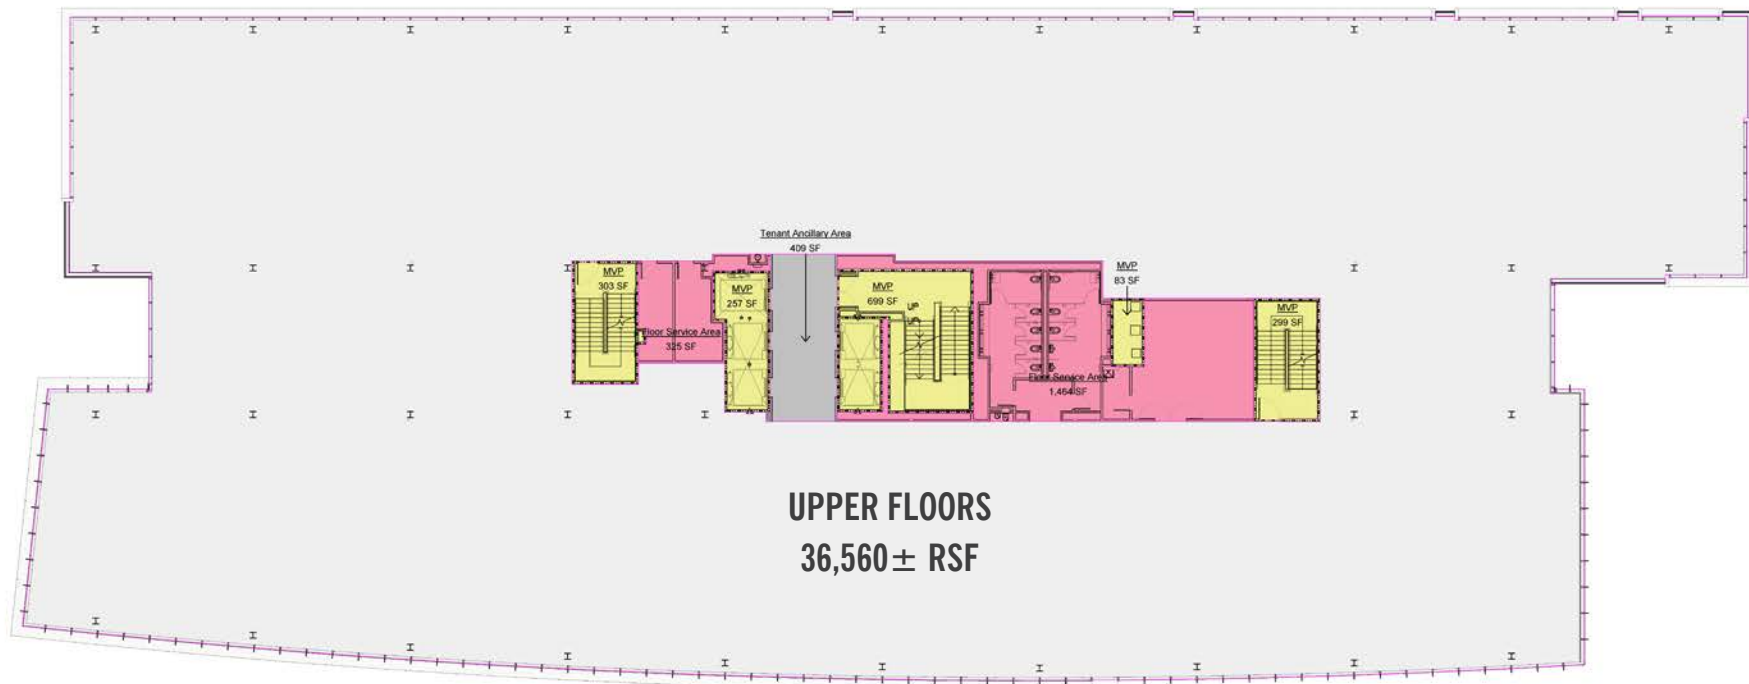 Tenant Ancillary Area
409 SF
MVP
303 SF
MVP
257 SF
Floor Service Area
325 SF
MVP
699 SF
UP
MVP
83 SF
MVP
299 SF
Floor Service Area
1,464 SF
UPPER FLOORS
36,560± RSF